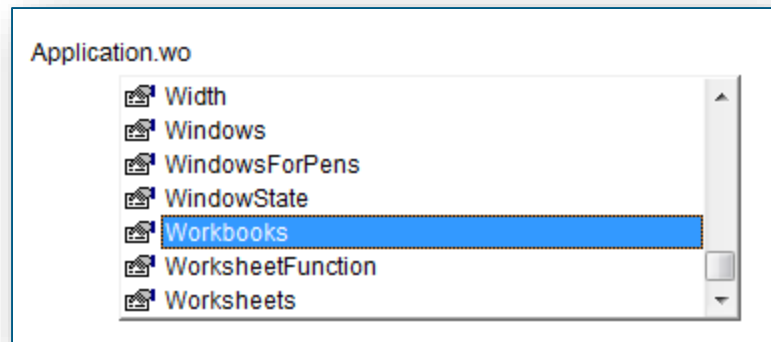 Application.wo
Width
Windows
WindowsForPens
WindowState
Workbooks
WorksheetFunction
Worksheets